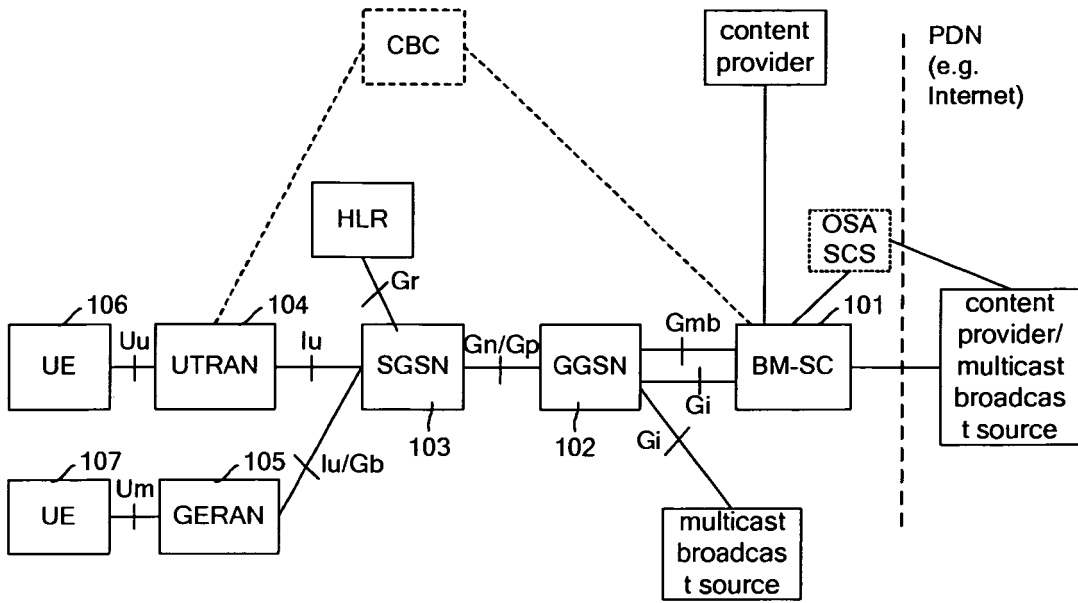 CBC
content
provider
PDN
(e.g.
Internet)
HLR
OSA
SCS
Gr
106
104
101
Uu
Iu
Gn/Gp
Gmb
UE
UTRAN
SGSN
GGSN
BM-SC
content
provider/
multicast
broadcas
t source
Gi
103
102
Gi
107
105
Iu/Gb
Um
UE
GERAN
multicast
broadcas
t source